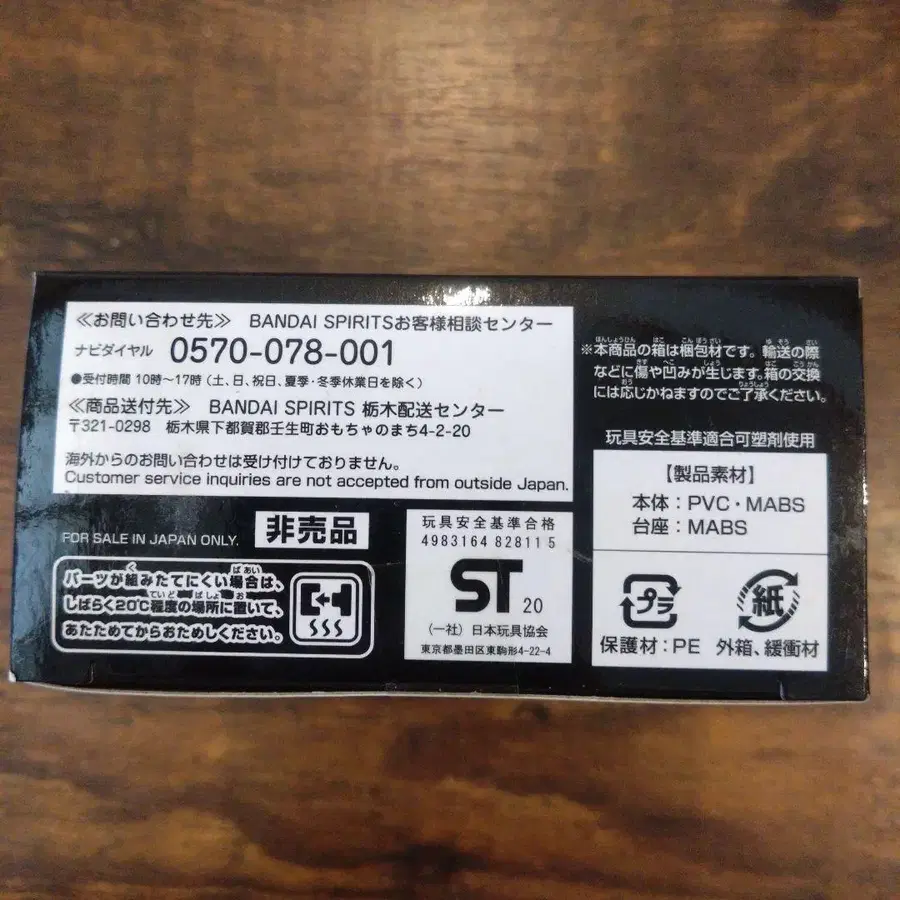 ≪お問い合わせ先≫ BANDAI SPIRITSお客様相談センター
ナビダイヤル 0570-078-001
●受付時間 10時～17時(土、日、祝日、夏季・冬季休業日を除く)
≪商品送付先≫ BANDAI SPIRITS 栃木配送センター
〒321-0298 栃木県下都賀郡壬生町おもちゃのまち4-2-20
海外からのお問い合わせは受け付けておりません。
Customer service inquiries are not accepted from outside Japan.
FOR SALE IN JAPAN ONLY.
非売品
パーツが組みたてにくい場合は、
しばらく20℃程度の場所に置いて、
あたためてからおためしください。
玩具安全基準合格
4983164 828115
ST 20
(一社)日本玩具協会
東京都墨田区東駒形4-22-4
※本商品の箱は梱包材です。輸送の際
などに傷や凹みが生じます。箱の交換
には応じかねますのでご了承ください。
玩具安全基準適合可塑剤使用
【製品素材】
本体：PVC・MABS
台座：MABS
プラ
保護材：PE
紙
外箱、緩衝材